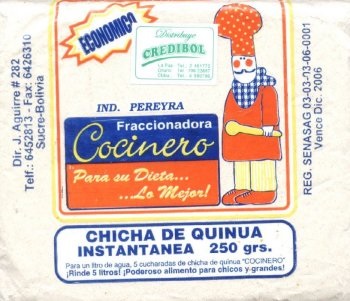 ECONOMICO
Distribuye
CREDIBOL
Dir. J. Aguirre # 282
Telf.: 6452813 - Fax: 6426310
Sucre-Bolivia
IND. PEREYRA
Fraccionadora
Cocinero
Para su Dieta...
...Lo Mejor!
REG. SENASAG 03-03-03-06-0001
Vence Dic. 2006
CHICHA DE QUINUA
INSTANTANEA 250 grs.
Para un litro de agua, 5 cucharadas de chicha de quinua "COCINERO"
¡Rinde 5 litros! ¡Poderoso alimento para chicos y grandes!